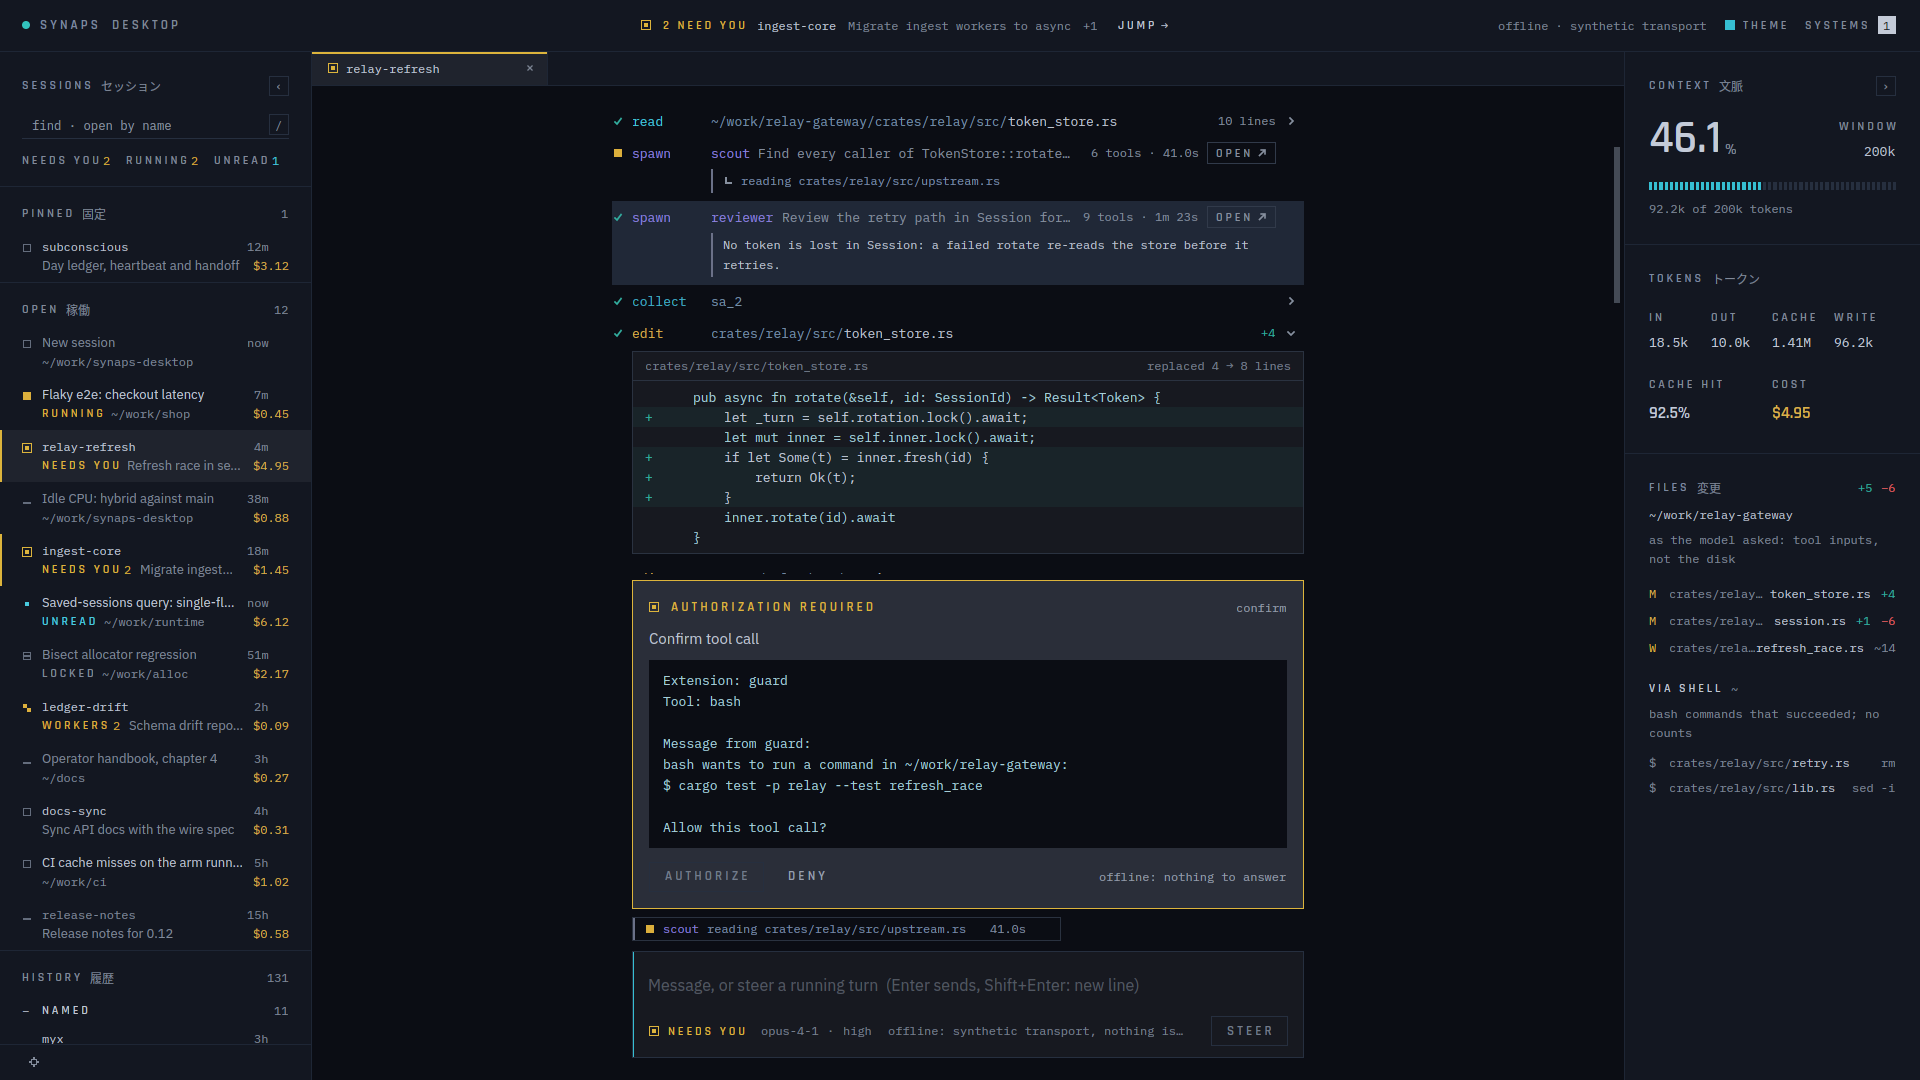 SYNAPS DESKTOP
2 NEED YOU ingest-core Migrate ingest workers to async +1 JUMP →
offline · synthetic transport THEME SYSTEMS 1
SESSIONS セッション ‹
find · open by name /
NEEDS YOU 2 RUNNING 2 UNREAD 1
PINNED 固定 1
subconscious 12m
Day ledger, heartbeat and handoff $3.12
OPEN 稼働 12
New session now
~/work/synaps-desktop
Flaky e2e: checkout latency 7m
RUNNING ~/work/shop $0.45
relay-refresh 4m
NEEDS YOU Refresh race in se… $4.95
Idle CPU: hybrid against main 38m
~/work/synaps-desktop $0.88
ingest-core 18m
NEEDS YOU 2 Migrate ingest… $1.45
Saved-sessions query: single-fl… now
UNREAD ~/work/runtime $6.12
Bisect allocator regression 51m
LOCKED ~/work/alloc $2.17
ledger-drift 2h
WORKERS 2 Schema drift repo… $0.09
Operator handbook, chapter 4 3h
~/docs $0.27
docs-sync 4h
Sync API docs with the wire spec $0.31
CI cache misses on the arm runn… 5h
~/work/ci $1.02
release-notes 15h
Release notes for 0.12 $0.58
HISTORY 履歴 131
– NAMED 11
myx 3h
relay-refresh ×
read ~/work/relay-gateway/crates/relay/src/token_store.rs 10 lines ›
spawn scout Find every caller of TokenStore::rotate… 6 tools · 41.0s OPEN ↗
reading crates/relay/src/upstream.rs
spawn reviewer Review the retry path in Session for… 9 tools · 1m 23s OPEN ↗
No token is lost in Session: a failed rotate re-reads the store before it
retries.
collect sa_2 ›
edit crates/relay/src/token_store.rs +4
crates/relay/src/token_store.rs replaced 4 → 8 lines
pub async fn rotate(&self, id: SessionId) -> Result<Token> {
+ let _turn = self.rotation.lock().await;
let mut inner = self.inner.lock().await;
+ if let Some(t) = inner.fresh(id) {
+ return Ok(t);
+ }
inner.rotate(id).await
}
AUTHORIZATION REQUIRED confirm
Confirm tool call
Extension: guard
Tool: bash
Message from guard:
bash wants to run a command in ~/work/relay-gateway:
$ cargo test -p relay --test refresh_race
Allow this tool call?
AUTHORIZE DENY offline: nothing to answer
scout reading crates/relay/src/upstream.rs 41.0s
Message, or steer a running turn (Enter sends, Shift+Enter: new line)
NEEDS YOU opus-4-1 · high offline: synthetic transport, nothing is… STEER
CONTEXT 文脈 ›
46.1% WINDOW
200k
92.2k of 200k tokens
TOKENS トークン
IN OUT CACHE WRITE
18.5k 10.0k 1.41M 96.2k
CACHE HIT COST
92.5% $4.95
FILES 変更 +5 −6
~/work/relay-gateway
as the model asked: tool inputs,
not the disk
M crates/relay… token_store.rs +4
M crates/relay… session.rs +1 −6
W crates/rela…refresh_race.rs ~14
VIA SHELL ~
bash commands that succeeded; no
counts
$ crates/relay/src/retry.rs rm
$ crates/relay/src/lib.rs sed -i